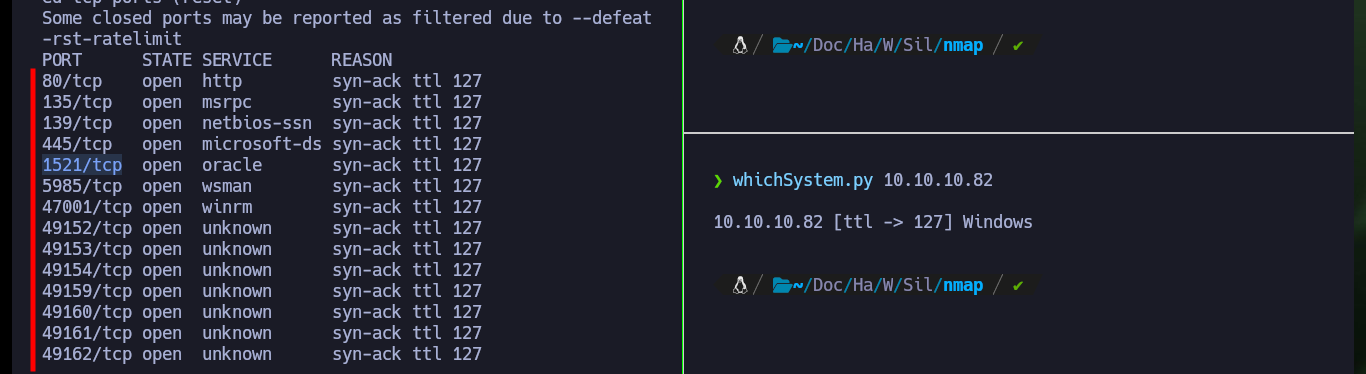 ed tcp ports (reset)
Some closed ports may be reported as filtered due to --defeat
-rst-ratelimit
PORT STATE SERVICE REASON
80/tcp open http syn-ack ttl 127
135/tcp open msrpc syn-ack ttl 127
139/tcp open netbios-ssn syn-ack ttl 127
445/tcp open microsoft-ds syn-ack ttl 127
1521/tcp open oracle syn-ack ttl 127
5985/tcp open wsman syn-ack ttl 127
47001/tcp open winrm syn-ack ttl 127
49152/tcp open unknown syn-ack ttl 127
49153/tcp open unknown syn-ack ttl 127
49154/tcp open unknown syn-ack ttl 127
49159/tcp open unknown syn-ack ttl 127
49160/tcp open unknown syn-ack ttl 127
49161/tcp open unknown syn-ack ttl 127
49162/tcp open unknown syn-ack ttl 127
/ ~/Doc/Ha/W/Sil/nmap / ✔
❯ whichSystem.py 10.10.10.82
10.10.10.82 [ttl -> 127] Windows
/ ~/Doc/Ha/W/Sil/nmap / ✔